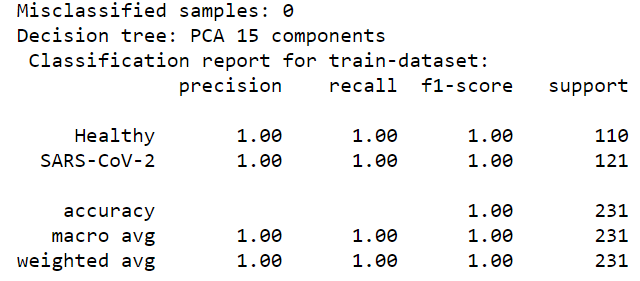 Misclassified samples: 0
Decision tree: PCA 15 components
Classification report for train-dataset:
precision recall f1-score support
Healthy 1.00 1.00 1.00 110
SARS-CoV-2 1.00 1.00 1.00 121
accuracy 1.00 231
macro avg 1.00 1.00 1.00 231
weighted avg 1.00 1.00 1.00 231